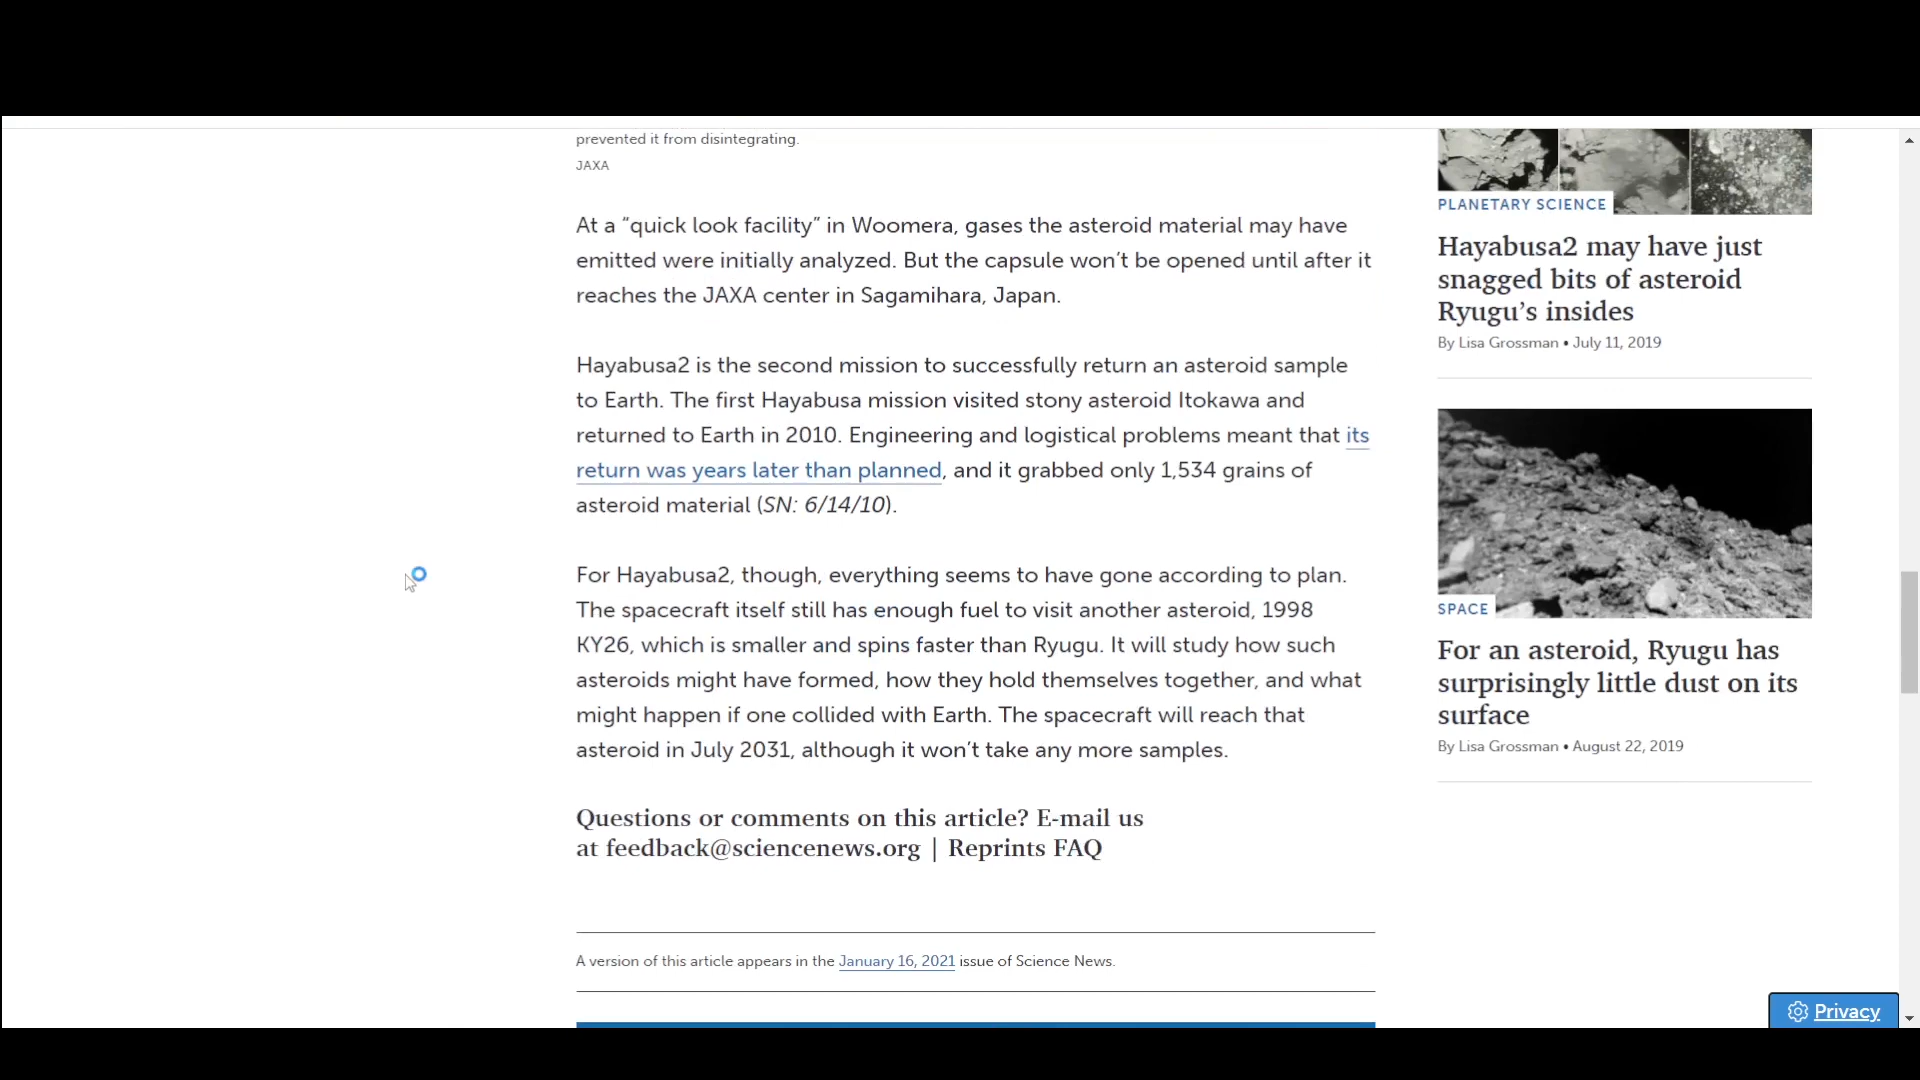 prevented it from disintegrating.
JAXA
At a “quick look facility” in Woomera, gases the asteroid material may have
emitted were initially analyzed. But the capsule won’t be opened until after it
reaches the JAXA center in Sagamihara, Japan.
Hayabusa2 is the second mission to successfully return an asteroid sample
to Earth. The first Hayabusa mission visited stony asteroid Itokawa and
returned to Earth in 2010. Engineering and logistical problems meant that its
return was years later than planned, and it grabbed only 1,534 grains of
asteroid material (SN: 6/14/10).
For Hayabusa2, though, everything seems to have gone according to plan.
The spacecraft itself still has enough fuel to visit another asteroid, 1998
KY26, which is smaller and spins faster than Ryugu. It will study how such
asteroids might have formed, how they hold themselves together, and what
might happen if one collided with Earth. The spacecraft will reach that
asteroid in July 2031, although it won’t take any more samples.
Questions or comments on this article? E-mail us
at feedback@sciencenews.org | Reprints FAQ
A version of this article appears in the January 16, 2021 issue of Science News.
PLANETARY SCIENCE
Hayabusa2 may have just
snagged bits of asteroid
Ryugu’s insides
By Lisa Grossman • July 11, 2019
SPACE
For an asteroid, Ryugu has
surprisingly little dust on its
surface
By Lisa Grossman • August 22, 2019
Privacy